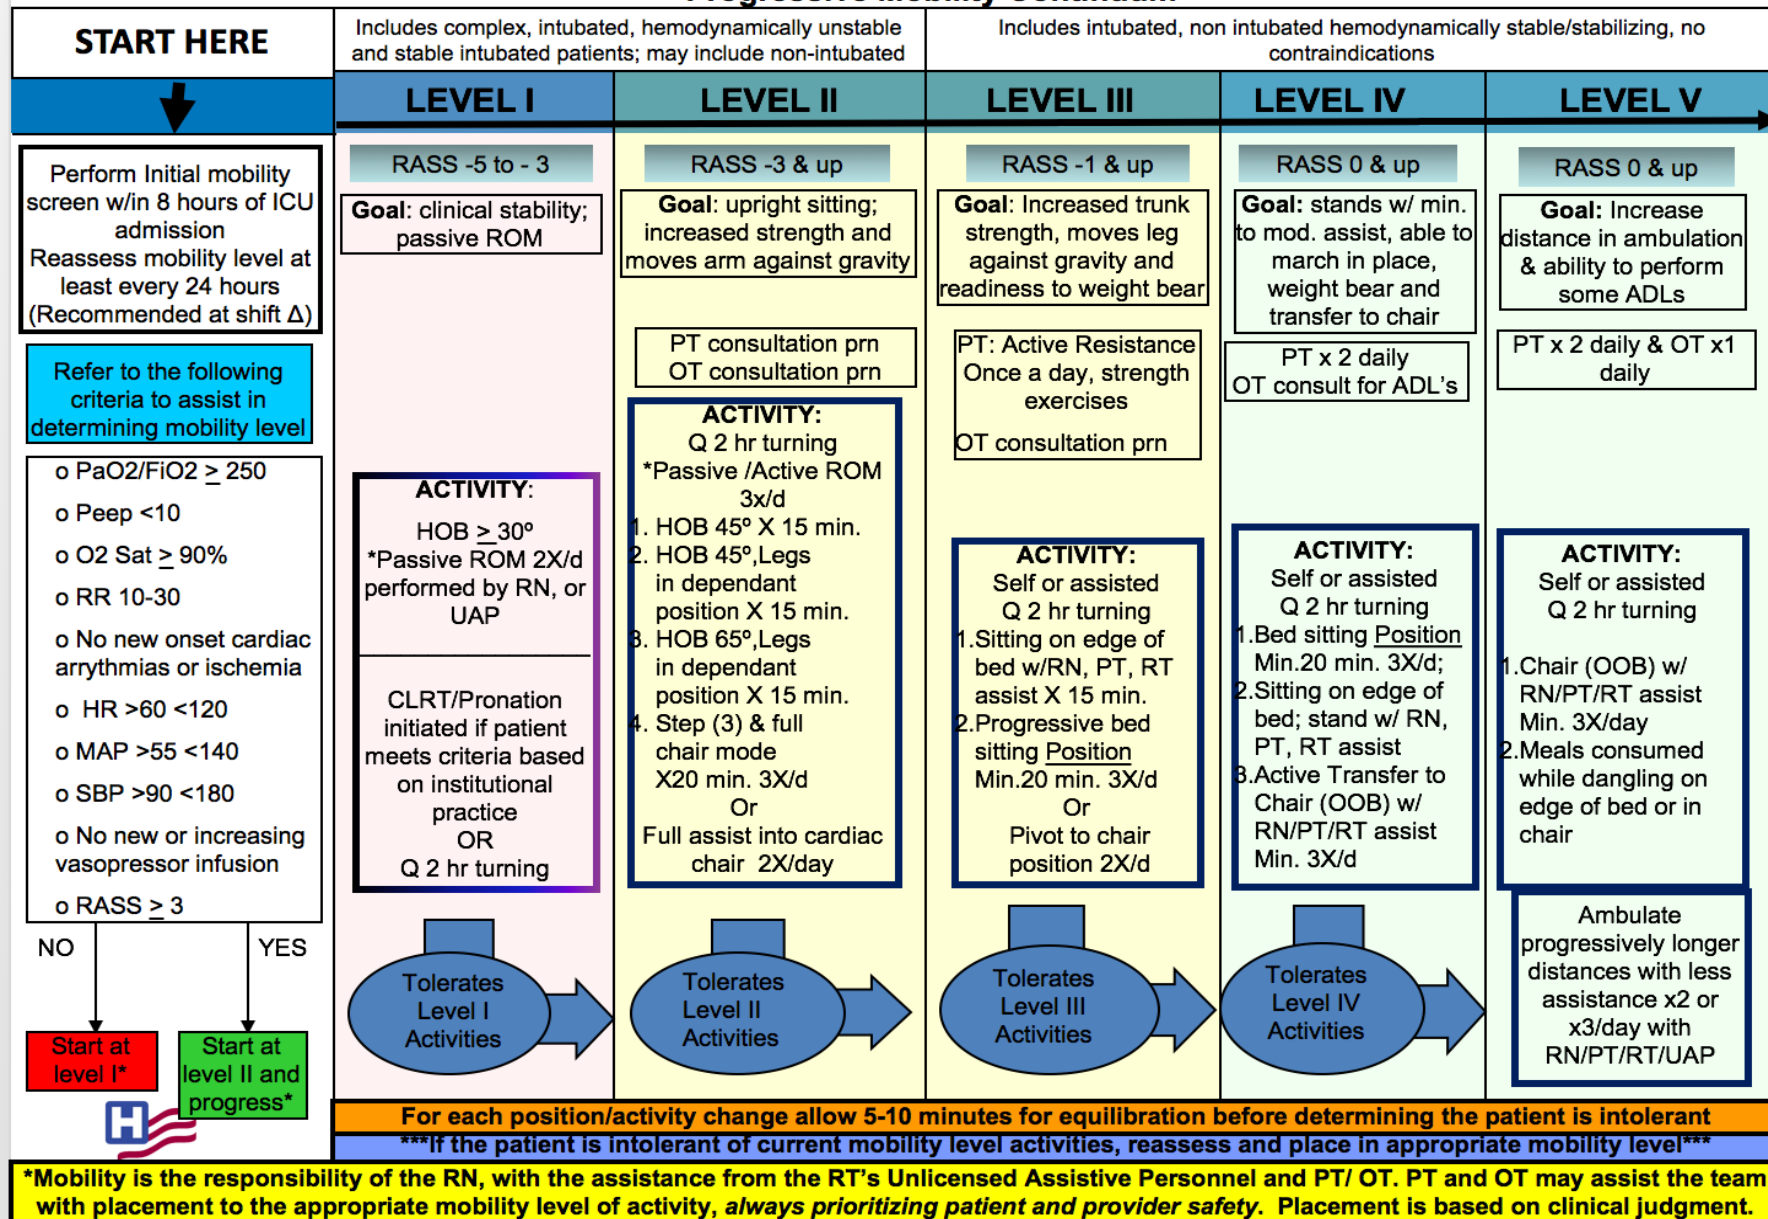 Progressive Mobility Continuum
START HERE
Includes complex, intubated, hemodynamically unstable
and stable intubated patients; may include non-intubated
Includes intubated, non intubated hemodynamically stable/stabilizing, no
contraindications
LEVEL I
LEVEL II
LEVEL III
LEVEL IV
LEVEL V
Perform Initial mobility
screen w/in 8 hours of ICU
admission
Reassess mobility level at
least every 24 hours
(Recommended at shift Δ)
Refer to the following
criteria to assist in
determining mobility level
o PaO2/FiO2 ≥ 250
o Peep <10
o O2 Sat ≥ 90%
o RR 10-30
o No new onset cardiac
arrythmias or ischemia
o HR >60 <120
o MAP >55 <140
o SBP >90 <180
o No new or increasing
vasopressor infusion
o RASS ≥ 3
NO
YES
Start at
level I*
Start at
level II and
progress*
H
RASS -5 to - 3
Goal: clinical stability;
passive ROM
ACTIVITY:
HOB ≥ 30º
*Passive ROM 2X/d
performed by RN, or
UAP
CLRT/Pronation
initiated if patient
meets criteria based
on institutional
practice
OR
Q 2 hr turning
Tolerates
Level I
Activities
RASS -3 & up
Goal: upright sitting;
increased strength and
moves arm against gravity
PT consultation prn
OT consultation prn
ACTIVITY:
Q 2 hr turning
*Passive /Active ROM
3x/d
1. HOB 45º X 15 min.
2. HOB 45º,Legs
in dependant
position X 15 min.
3. HOB 65º,Legs
in dependant
position X 15 min.
4. Step (3) & full
chair mode
X20 min. 3X/d
Or
Full assist into cardiac
chair 2X/day
Tolerates
Level II
Activities
RASS -1 & up
Goal: Increased trunk
strength, moves leg
against gravity and
readiness to weight bear
PT: Active Resistance
Once a day, strength
exercises
OT consultation prn
ACTIVITY:
Self or assisted
Q 2 hr turning
1.Sitting on edge of
bed w/RN, PT, RT
assist X 15 min.
2.Progressive bed
sitting Position
Min.20 min. 3X/d
Or
Pivot to chair
position 2X/d
Tolerates
Level III
Activities
RASS 0 & up
Goal: stands w/ min.
to mod. assist, able to
march in place,
weight bear and
transfer to chair
PT x 2 daily
OT consult for ADL's
ACTIVITY:
Self or assisted
Q 2 hr turning
1.Bed sitting Position
Min.20 min. 3X/d;
2.Sitting on edge of
bed; stand w/ RN,
PT, RT assist
3.Active Transfer to
Chair (OOB) w/
RN/PT/RT assist
Min. 3X/d
Tolerates
Level IV
Activities
RASS 0 & up
Goal: Increase
distance in ambulation
& ability to perform
some ADLs
PT x 2 daily & OT x1
daily
ACTIVITY:
Self or assisted
Q 2 hr turning
1.Chair (OOB) w/
RN/PT/RT assist
Min. 3X/day
2.Meals consumed
while dangling on
edge of bed or in
chair
Ambulate
progressively longer
distances with less
assistance x2 or
x3/day with
RN/PT/RT/UAP
For each position/activity change allow 5-10 minutes for equilibration before determining the patient is intolerant
***If the patient is intolerant of current mobility level activities, reassess and place in appropriate mobility level***
*Mobility is the responsibility of the RN, with the assistance from the RT's Unlicensed Assistive Personnel and PT/ OT. PT and OT may assist the team
with placement to the appropriate mobility level of activity, always prioritizing patient and provider safety. Placement is based on clinical judgment.